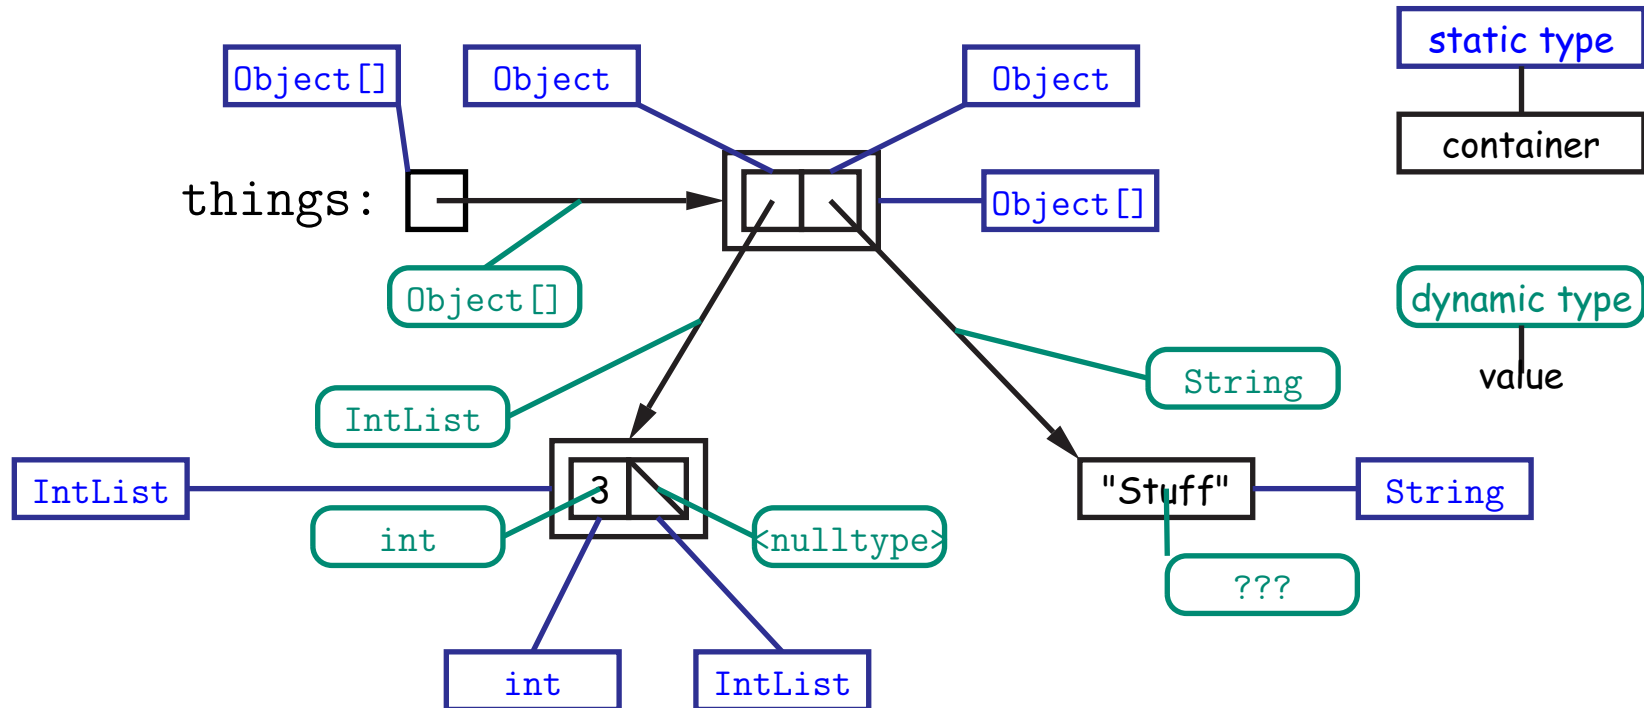 static type
Object[]
Object
Object
container
things:
Object[]
Object[]
dynamic type
String
value
IntList
IntList
3
"Stuff"
String
int
<nulltype>
???
int
IntList